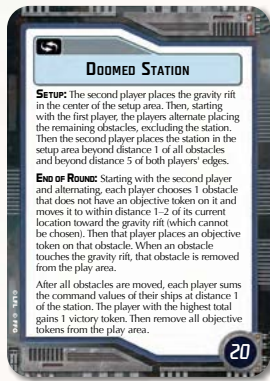 DOOMED STATION
SETUP: The second player places the gravity rift
in the center of the setup area. Then, starting
with the first player, the players alternate placing
the remaining obstacles, excluding the station.
Then the second player places the station in the
setup area beyond distance 1 of all obstacles
and beyond distance 5 of both players' edges.
END OF ROUND: Starting with the second player
and alternating, each player chooses 1 obstacle
that does not have an objective token on it and
moves it to within distance 1–2 of its current
location toward the gravity rift (which cannot
be chosen). Then that player places an objective
token on that obstacle. When an obstacle
touches the gravity rift, that obstacle is removed
from the play area.
After all obstacles are moved, each player sums
the command values of their ships at distance 1
of the station. The player with the highest total
gains 1 victory token. Then remove all objective
tokens from the play area.
© LFL © FFG
20